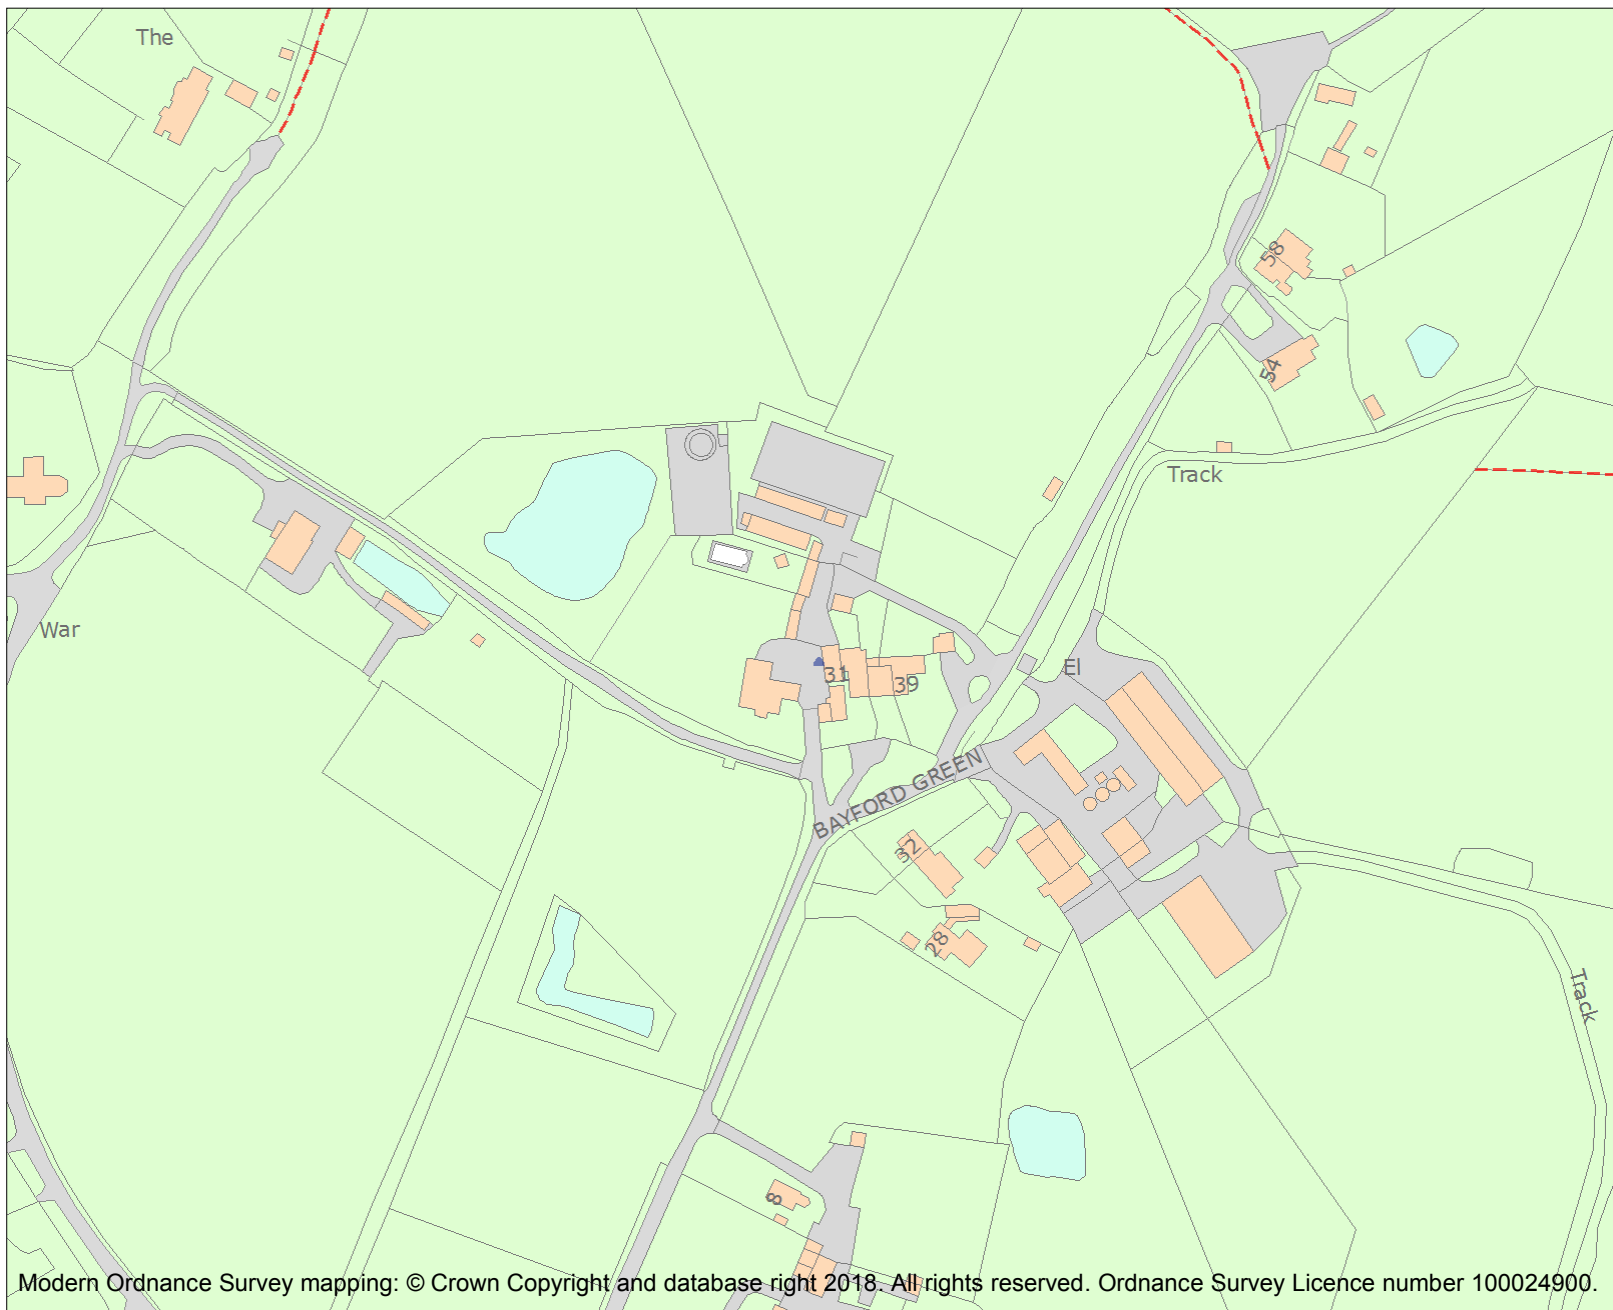 The
58
54
Track
War
31
39
El
BAYFORD GREEN
32
28
Track
8
Modern Ordnance Survey mapping: © Crown Copyright and database right 2018. All rights reserved. Ordnance Survey Licence number 100024900.